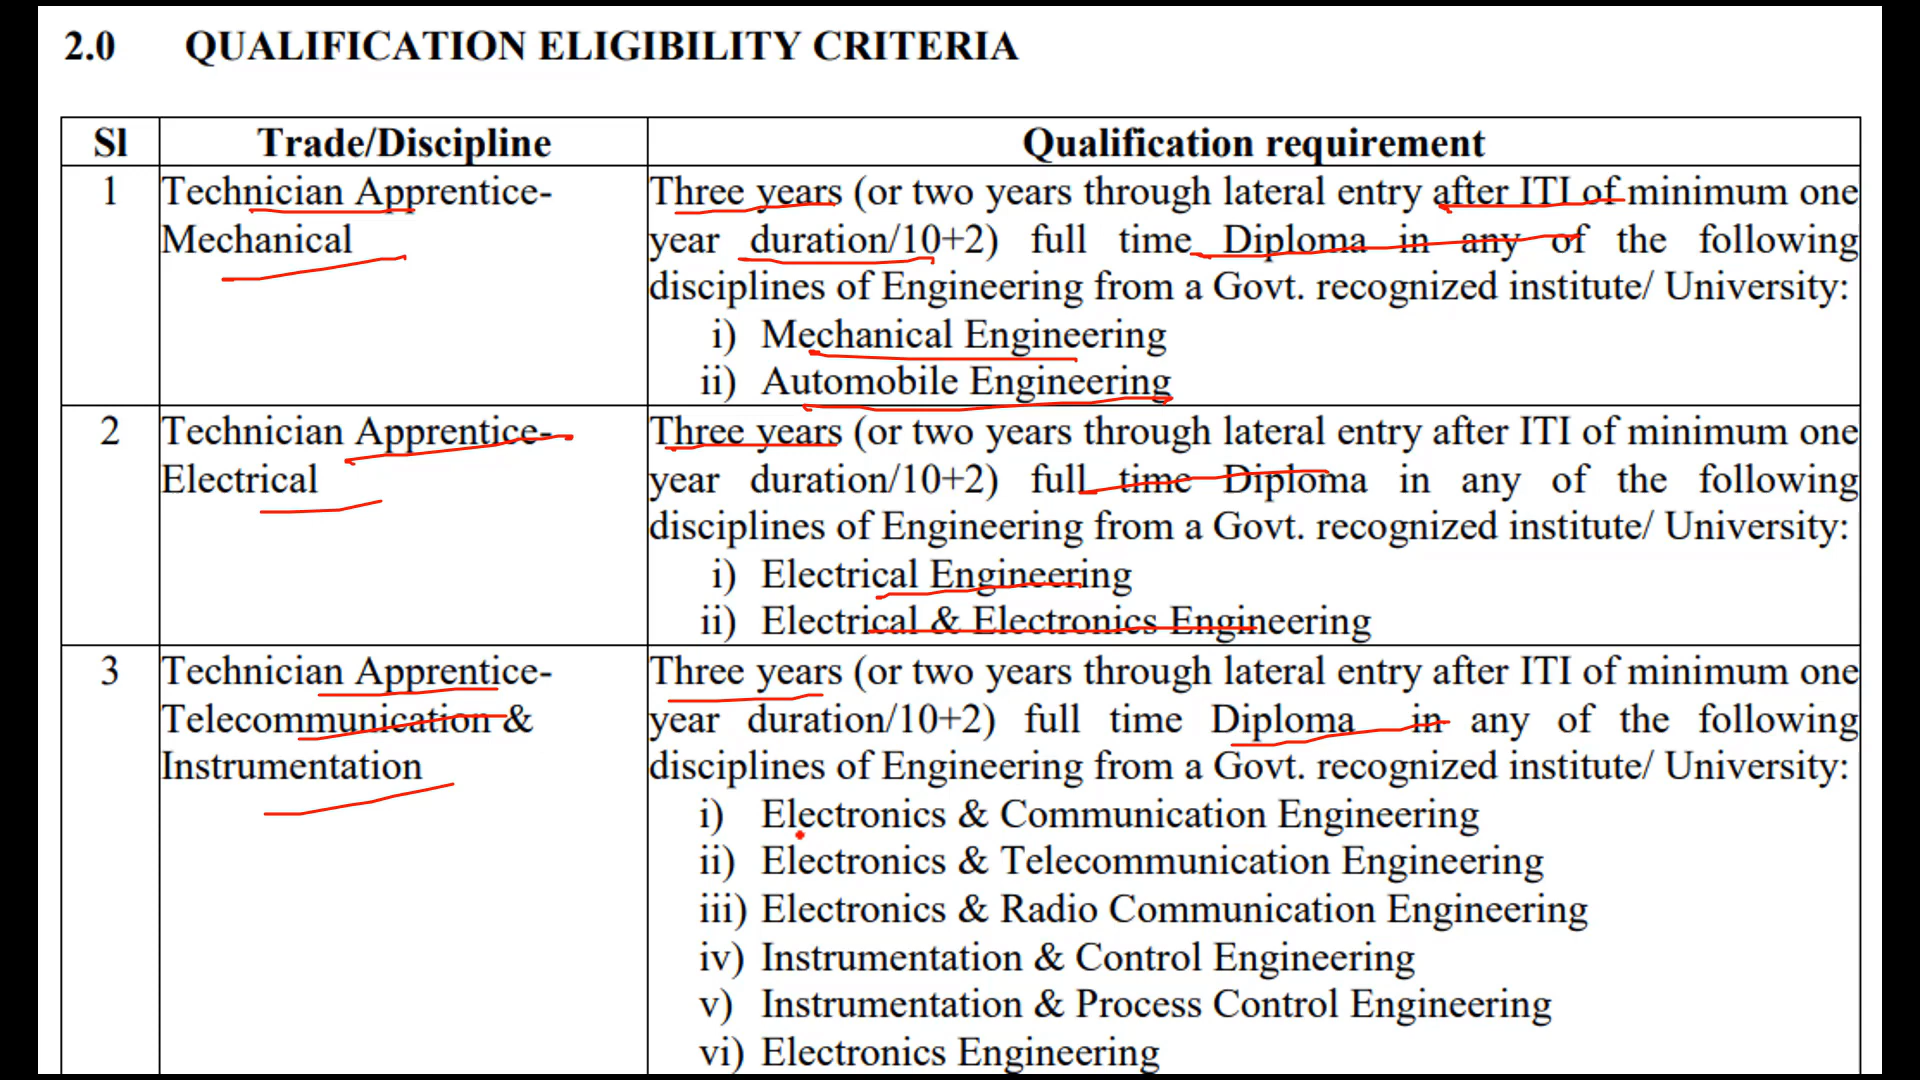 2.0 QUALIFICATION ELIGIBILITY CRITERIA
Sl Trade/Discipline Qualification requirement
1 Technician Apprentice-
Mechanical
Three years (or two years through lateral entry after ITI of minimum one
year duration/10+2) full time Diploma in any of the following
disciplines of Engineering from a Govt. recognized institute/ University:
i) Mechanical Engineering
ii) Automobile Engineering
2 Technician Apprentice-
Electrical
Three years (or two years through lateral entry after ITI of minimum one
year duration/10+2) full time Diploma in any of the following
disciplines of Engineering from a Govt. recognized institute/ University:
i) Electrical Engineering
ii) Electrical & Electronics Engineering
3 Technician Apprentice-
Telecommunication &
Instrumentation
Three years (or two years through lateral entry after ITI of minimum one
year duration/10+2) full time Diploma in any of the following
disciplines of Engineering from a Govt. recognized institute/ University:
i) Electronics & Communication Engineering
ii) Electronics & Telecommunication Engineering
iii) Electronics & Radio Communication Engineering
iv) Instrumentation & Control Engineering
v) Instrumentation & Process Control Engineering
vi) Electronics Engineering